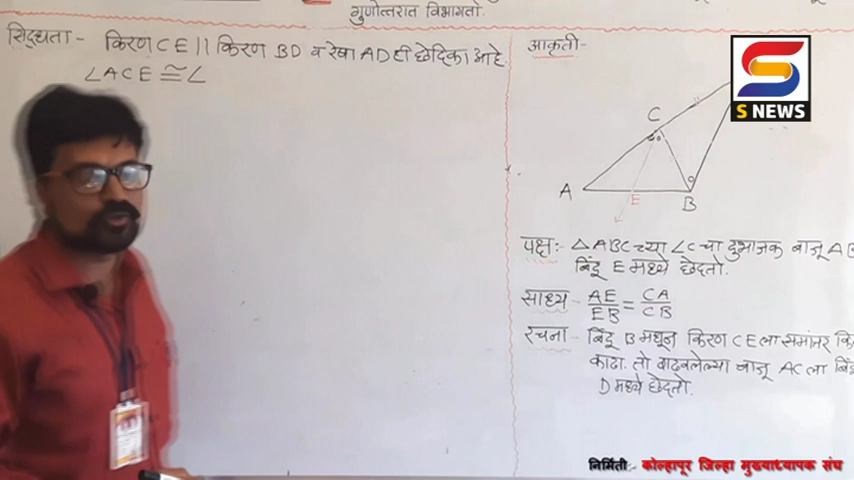 गुणोत्तरात विभागतो.
सिद्धता - किरण CE || किरण BD व रेषा AD ही छेदिका आहे.
∠ACE ≅ ∠
आकृती-
S NEWS
C
A
E
B
पक्ष:- △ABC च्या ∠C चा दुभाजक बाजू AB
बिंदू E मध्ये छेदतो.
साध्य - AE/EB = CA/CB
रचना - बिंदू B मधून किरण CE ला समांतर कि
काढा. तो वाढवलेल्या बाजू AC ला बिं
D मध्ये छेदतो.
निर्मिती:- कोल्हापूर जिल्हा मुख्याध्यापक संघ